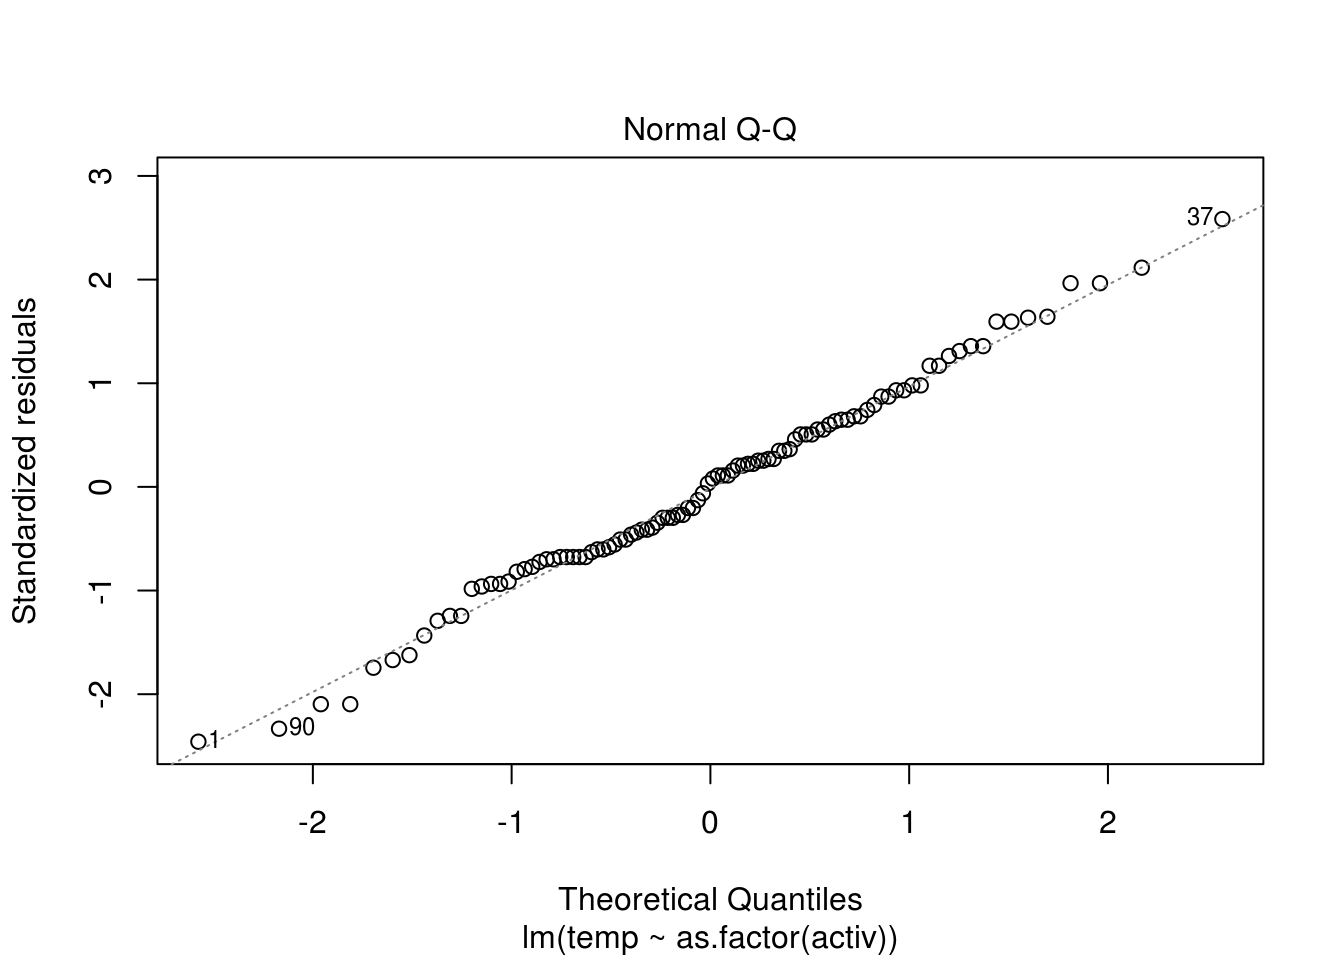 Normal Q-Q
Standardized residuals
3
2
1
0
-1
-2
37
1
90
-2 -1 0 1 2
Theoretical Quantiles
lm(temp ~ as.factor(activ))